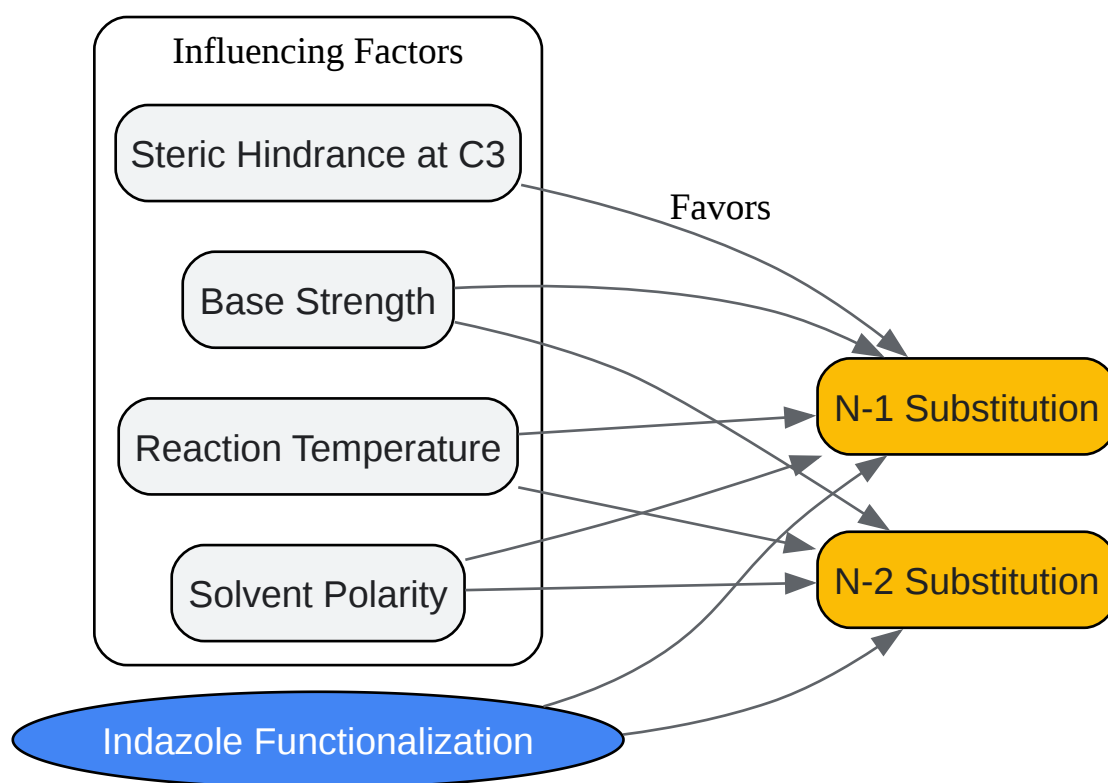 Influencing Factors
Steric Hindrance at C3
Favors
Base Strength
N-1 Substitution
Reaction Temperature
N-2 Substitution
Solvent Polarity
Indazole Functionalization